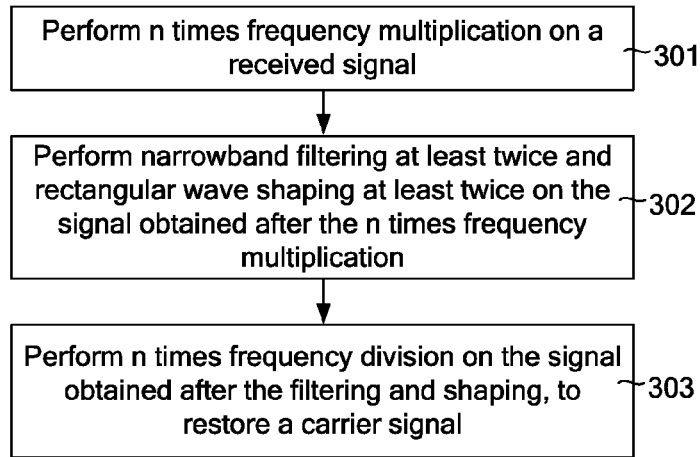 Perform n times frequency multiplication on a
received signal
301
Perform narrowband filtering at least twice and
rectangular wave shaping at least twice on the
signal obtained after the n times frequency
multiplication
302
Perform n times frequency division on the signal
obtained after the filtering and shaping, to
restore a carrier signal
303